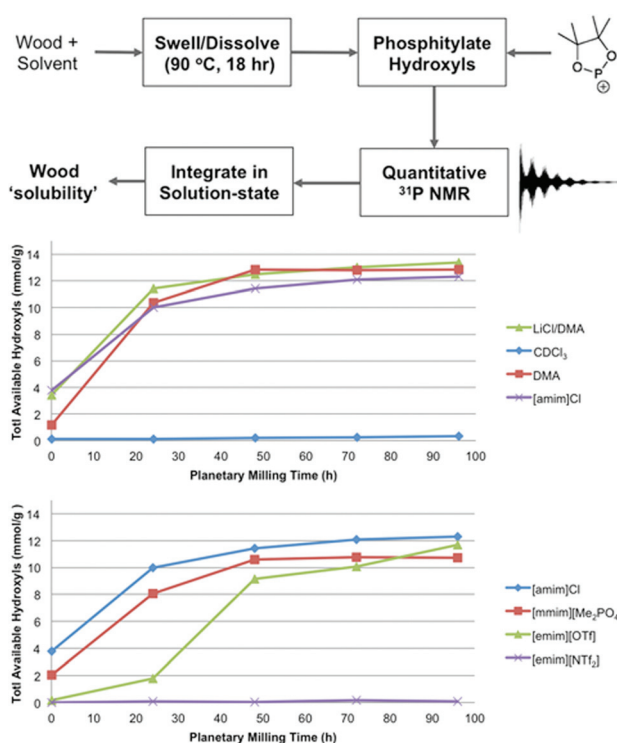 Wood +
Solvent
Swell/Dissolve
(90 °C, 18 hr)
Phosphitylate
Hydroxyls
O
P
O
⊕
Wood
'solubility'
Integrate in
Solution-state
Quantitative
³¹P NMR
Totl Available Hydroxyls (mmol/g)
14
12
10
8
6
4
2
0
0 10 20 30 40 50 60 70 80 90 100
Planetary Milling Time (h)
LiCl/DMA
CDCl₃
DMA
[amim]Cl
Totl Available Hydroxyls (mmol/g )
14
12
10
8
6
4
2
0
0 10 20 30 40 50 60 70 80 90 100
Planetary Milling Time (h)
[amim]Cl
[mmim][Me₂PO₄
[emim][OTf]
[emim][NTf₂]